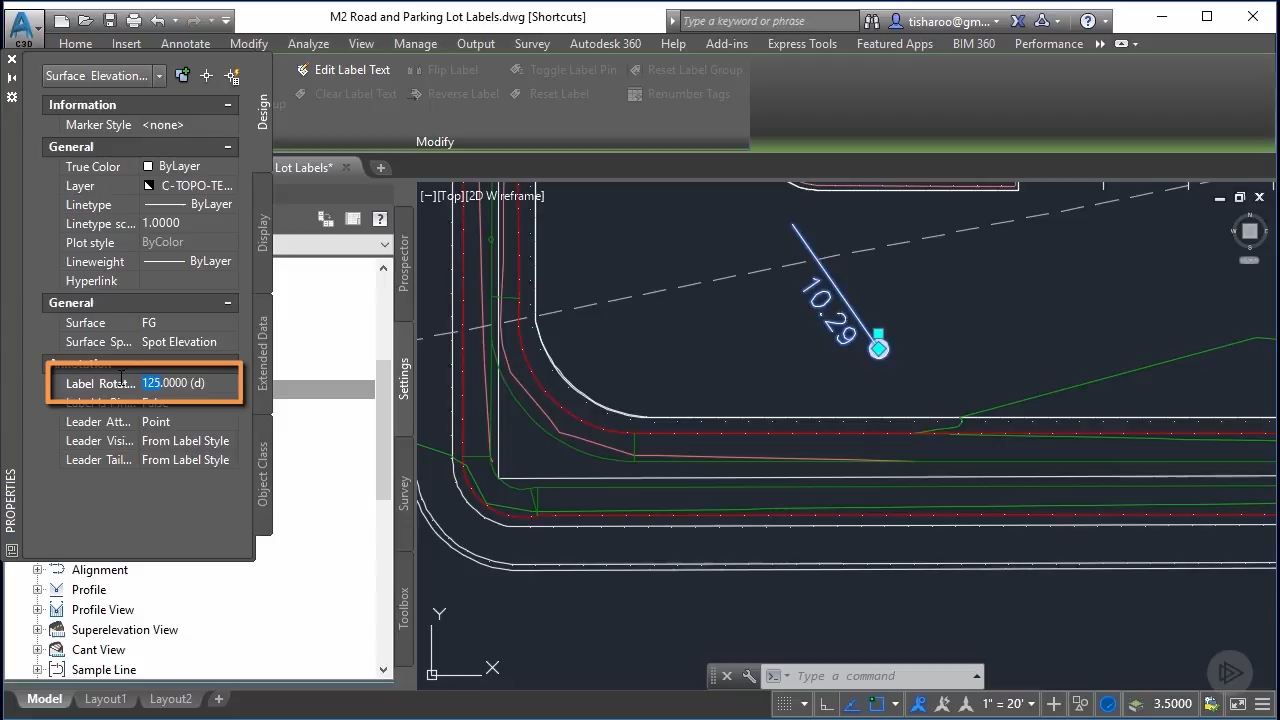 M2 Road and Parking Lot Labels.dwg [Shortcuts]
Type a keyword or phrase
tisharoo@gm...
C3D
Home
Insert
Annotate
Modify
Analyze
View
Manage
Output
Survey
Autodesk 360
Help
Add-ins
Express Tools
Featured Apps
BIM 360
Performance
Edit Label Text
Flip Label
Toggle Label Pin
Reset Label Group
Clear Label Text
Reverse Label
Reset Label
Renumber Tags
Modify
Lot Labels*
Surface Elevation...
Information
Marker Style <none>
General
True Color ByLayer
Layer C-TOPO-TE...
Linetype ByLayer
Linetype sc... 1.0000
Plot style ByColor
Lineweight ByLayer
Hyperlink
General
Surface FG
Surface Sp... Spot Elevation
Label Rotat... 125.0000 (d)
Leader Att... Point
Leader Visi... From Label Style
Leader Tail... From Label Style
PROPERTIES
Design
Display
Extended Data
Object Class
Prospector
Settings
Survey
Toolbox
Alignment
Profile
Profile View
Superelevation View
Cant View
Sample Line
[−][Top][2D Wireframe]
10.29
N
W
S
Y
X
Type a command
Model
Layout1
Layout2
1" = 20'
3.5000